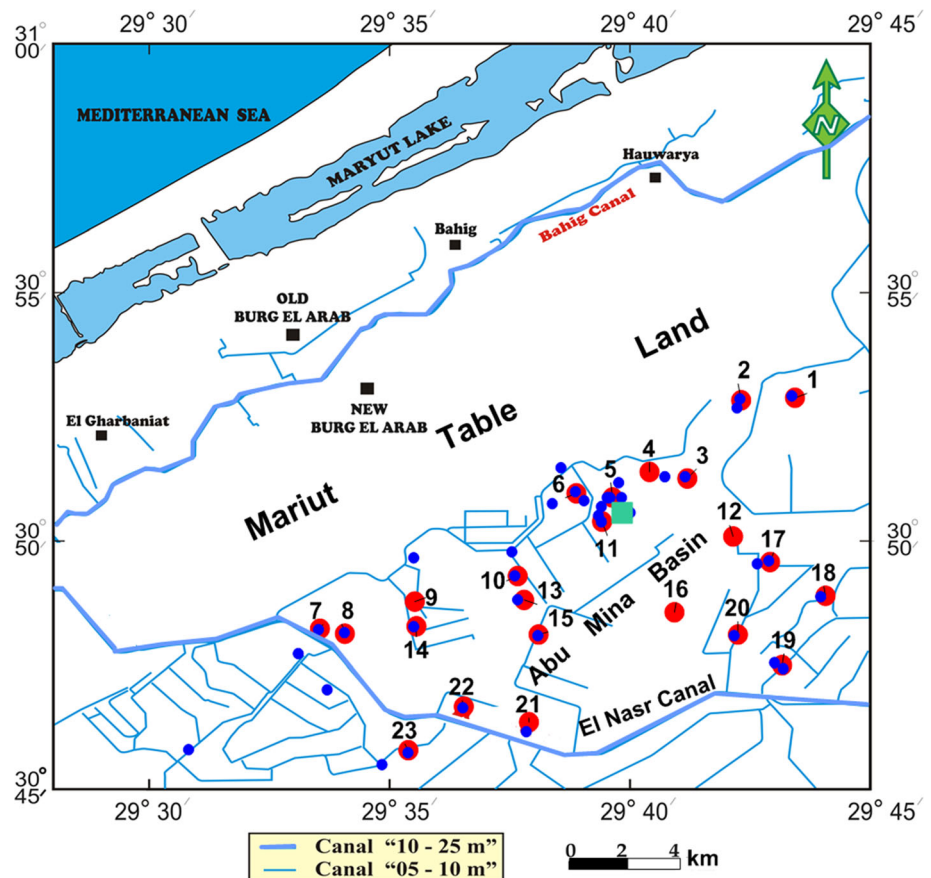 29° 30′ 29° 35′ 29° 40′ 29° 45′
31° 00′
MEDITERRANEAN SEA
MARYUT LAKE
N
Hauwarya
Bahig Canal
Bahig
30° 55′ 30° 55′
OLD
BURG EL ARAB
Land
NEW
BURG EL ARAB
El Gharbaniat
Table
Mariut
2 1
4 3
5
6
11
12
30° 50′ 30° 50′
17
Basin
10
13
16
18
9
Mina
7 8
14
15
20
19
Abu
El Nasr Canal
22
21
23
30° 45′
29° 30′ 29° 35′ 29° 40′ 29° 45′
Canal “10 - 25 m”
Canal “05 - 10 m”
0 2 4 km